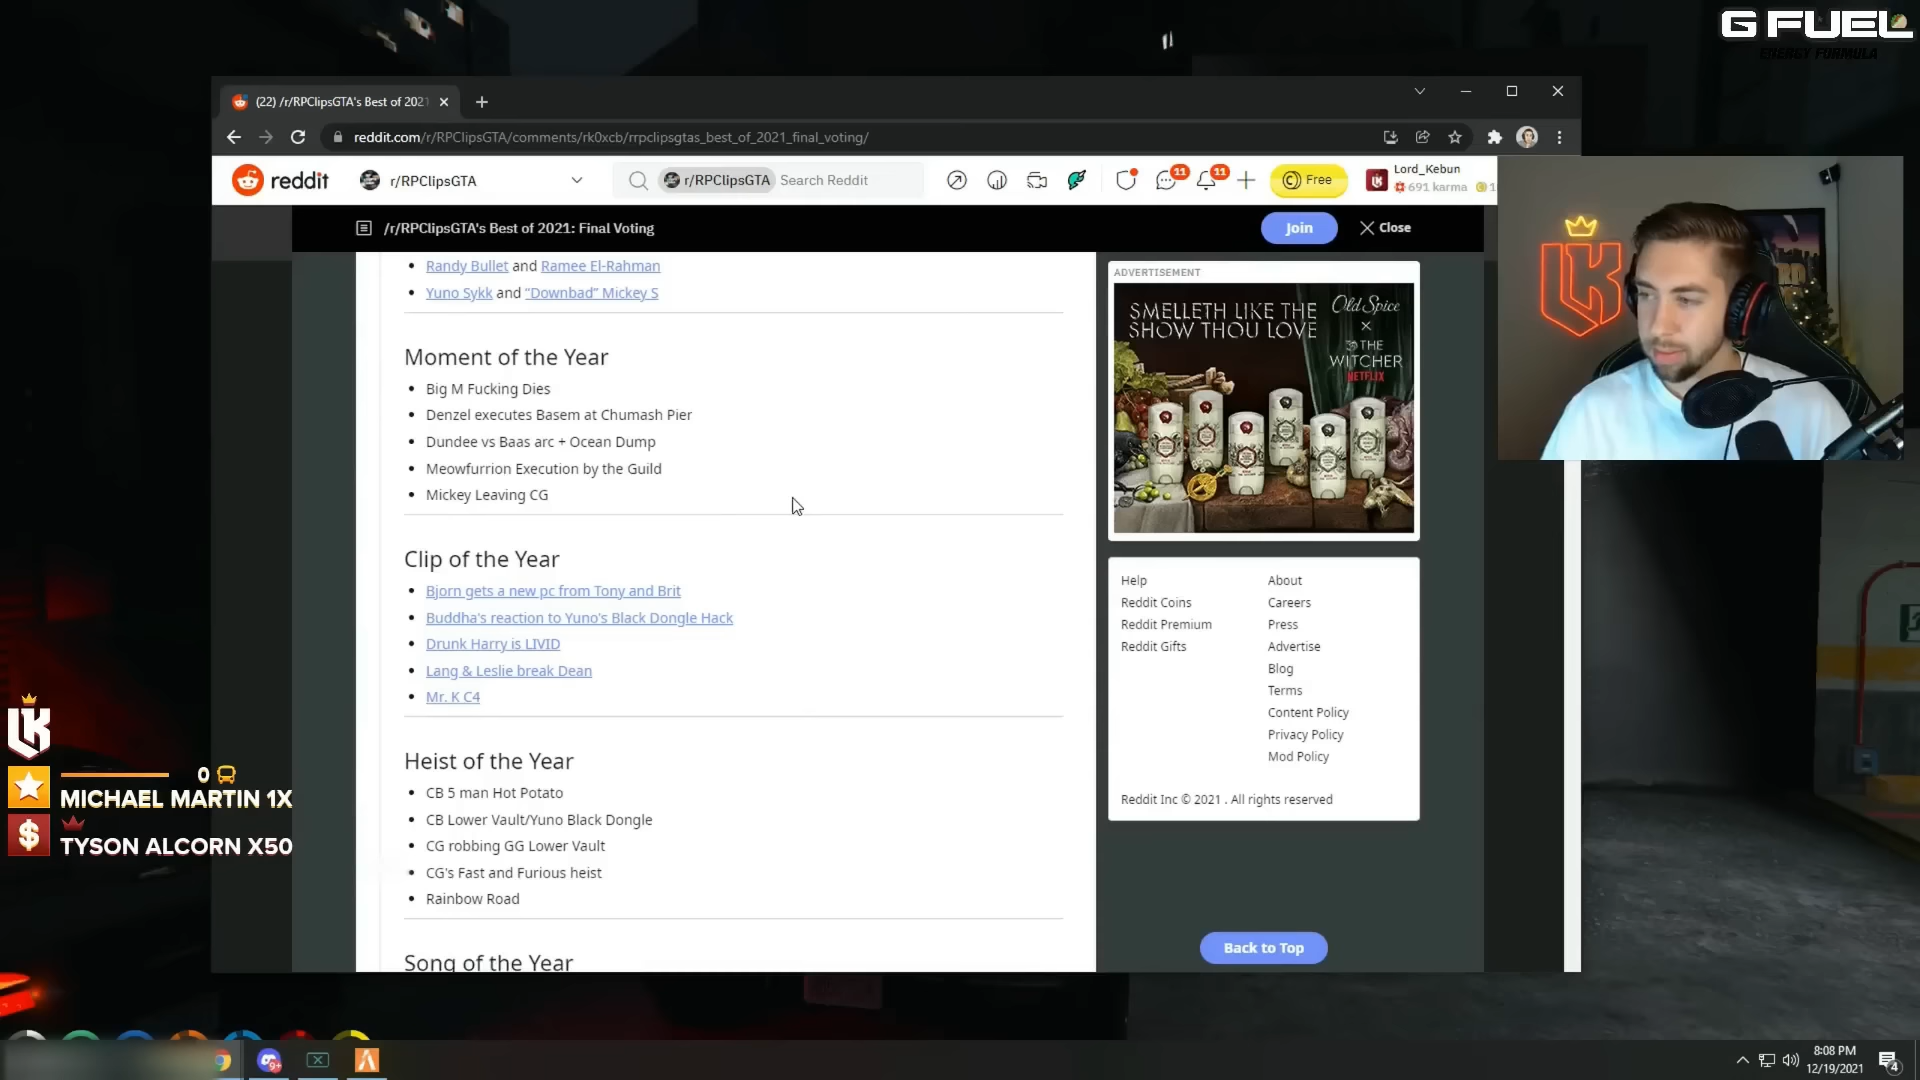 G FUEL
ENERGY FORMULA
(22) /r/RPClipsGTA's Best of 2021
reddit.com/r/RPClipsGTA/comments/rk0xcb/rrpclipsgtas_best_of_2021_final_voting/
reddit
r/RPClipsGTA
r/RPClipsGTA
Search Reddit
11
11
Free
Lord_Kebun
691 karma
/r/RPClipsGTA's Best of 2021: Final Voting
Join
Close
Randy Bullet and Ramee El-Rahman
Yuno Sykk and "Downbad" Mickey S
Moment of the Year
Big M Fucking Dies
Denzel executes Basem at Chumash Pier
Dundee vs Baas arc + Ocean Dump
Meowfurrion Execution by the Guild
Mickey Leaving CG
Clip of the Year
Bjorn gets a new pc from Tony and Brit
Buddha's reaction to Yuno's Black Dongle Hack
Drunk Harry is LIVID
Lang & Leslie break Dean
Mr. K C4
Heist of the Year
CB 5 man Hot Potato
CB Lower Vault/Yuno Black Dongle
CG robbing GG Lower Vault
CG's Fast and Furious heist
Rainbow Road
Song of the Year
ADVERTISEMENT
SMELLETH LIKE THE
SHOW THOU LOVE
Old Spice
×
THE
WITCHER
NETFLIX
Help
Reddit Coins
Reddit Premium
Reddit Gifts
About
Careers
Press
Advertise
Blog
Terms
Content Policy
Privacy Policy
Mod Policy
Reddit Inc © 2021 . All rights reserved
Back to Top
LK
LK
0
MICHAEL MARTIN 1X
$
TYSON ALCORN X50
9+
8:08 PM
12/19/2021
4